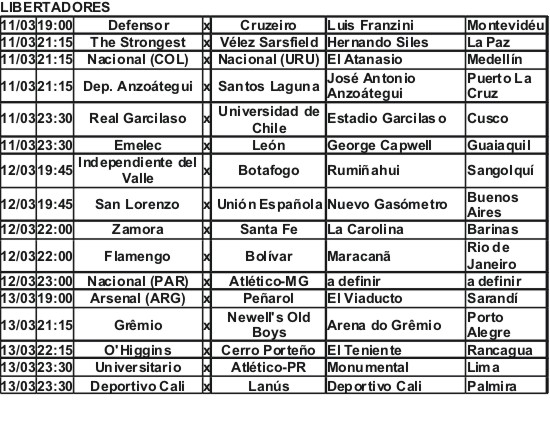 LIBERTADORES
11/03 19:00 Defensor x Cruzeiro Luis Franzini Montevidéu
11/03 21:15 The Strongest x Vélez Sarsfield Hernando Siles La Paz
11/03 21:15 Nacional (COL) x Nacional (URU) El Atanasio Medellín
11/03 21:15 Dep. Anzoátegui x Santos Laguna José Antonio Anzoátegui Puerto La Cruz
11/03 23:30 Real Garcilaso x Universidad de Chile Estadio Garcilaso Cusco
11/03 23:30 Emelec x León George Capwell Guaiaquil
12/03 19:45 Independiente del Valle x Botafogo Rumiñahui Sangolquí
12/03 19:45 San Lorenzo x Unión Española Nuevo Gasómetro Buenos Aires
12/03 22:00 Zamora x Santa Fe La Carolina Barinas
12/03 22:00 Flamengo x Bolívar Maracanã Rio de Janeiro
12/03 23:00 Nacional (PAR) x Atlético-MG a definir a definir
13/03 19:00 Arsenal (ARG) x Peñarol El Viaducto Sarandí
13/03 21:15 Grêmio x Newell's Old Boys Arena do Grêmio Porto Alegre
13/03 22:15 O'Higgins x Cerro Porteño El Teniente Rancagua
13/03 23:30 Universitario x Atlético-PR Monumental Lima
13/03 23:30 Deportivo Cali x Lanús Deportivo Cali Palmira